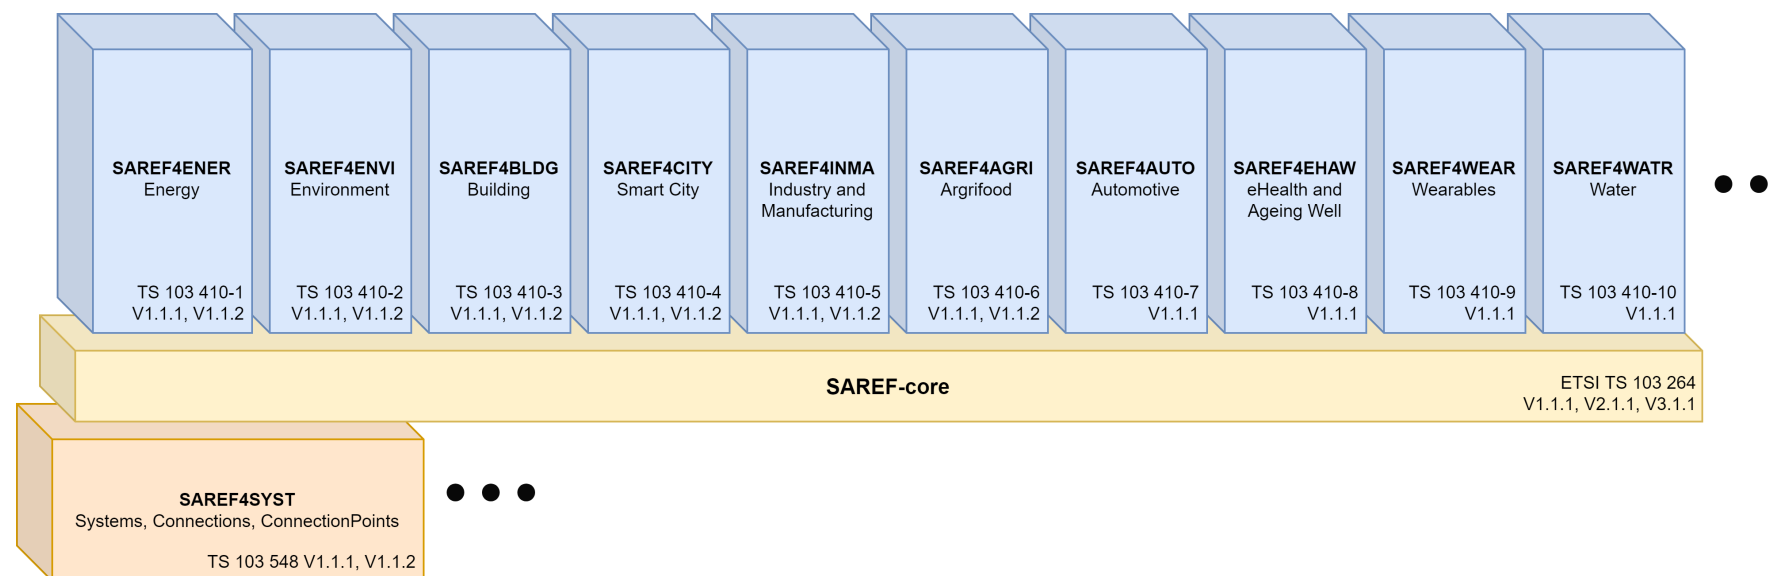 SAREF4ENER
Energy
TS 103 410-1
V1.1.1, V1.1.2
SAREF4ENVI
Environment
TS 103 410-2
V1.1.1, V1.1.2
SAREF4BLDG
Building
TS 103 410-3
V1.1.1, V1.1.2
SAREF4CITY
Smart City
TS 103 410-4
V1.1.1, V1.1.2
SAREF4INMA
Industry and
Manufacturing
TS 103 410-5
V1.1.1, V1.1.2
SAREF4AGRI
Argrifood
TS 103 410-6
V1.1.1, V1.1.2
SAREF4AUTO
Automotive
TS 103 410-7
V1.1.1
SAREF4EHAW
eHealth and
Ageing Well
TS 103 410-8
V1.1.1
SAREF4WEAR
Wearables
TS 103 410-9
V1.1.1
SAREF4WATR
Water
TS 103 410-10
V1.1.1
SAREF-core
ETSI TS 103 264
V1.1.1, V2.1.1, V3.1.1
SAREF4SYST
Systems, Connections, ConnectionPoints
TS 103 548 V1.1.1, V1.1.2